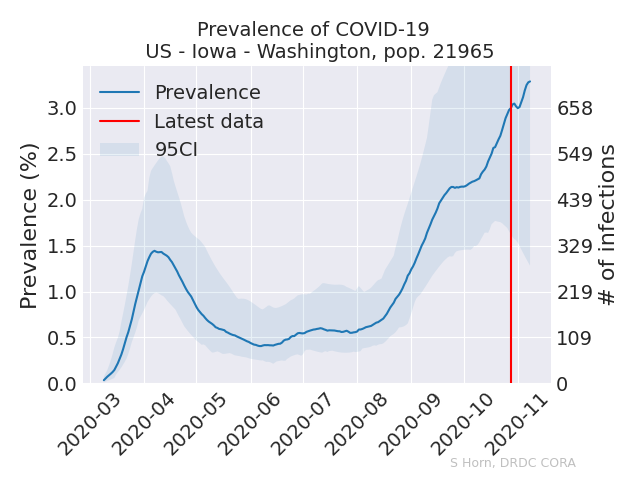 Prevalence of COVID-19
US - Iowa - Washington, pop. 21965
Prevalence
Latest data
95CI
Prevalence (%)
3.0
2.5
2.0
1.5
1.0
0.5
0.0
658
549
439
329
219
109
0
# of infections
2020-03
2020-04
2020-05
2020-06
2020-07
2020-08
2020-09
2020-10
2020-11
S Horn, DRDC CORA